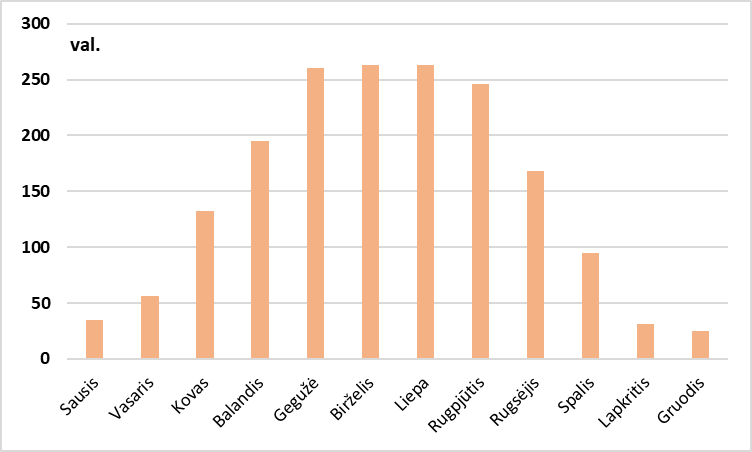 300
val.
250
200
150
100
50
0
Sausis
Vasaris
Kovas
Balandis
Gegužė
Birželis
Liepa
Rugpjūtis
Rugsėjis
Spalis
Lapkritis
Gruodis